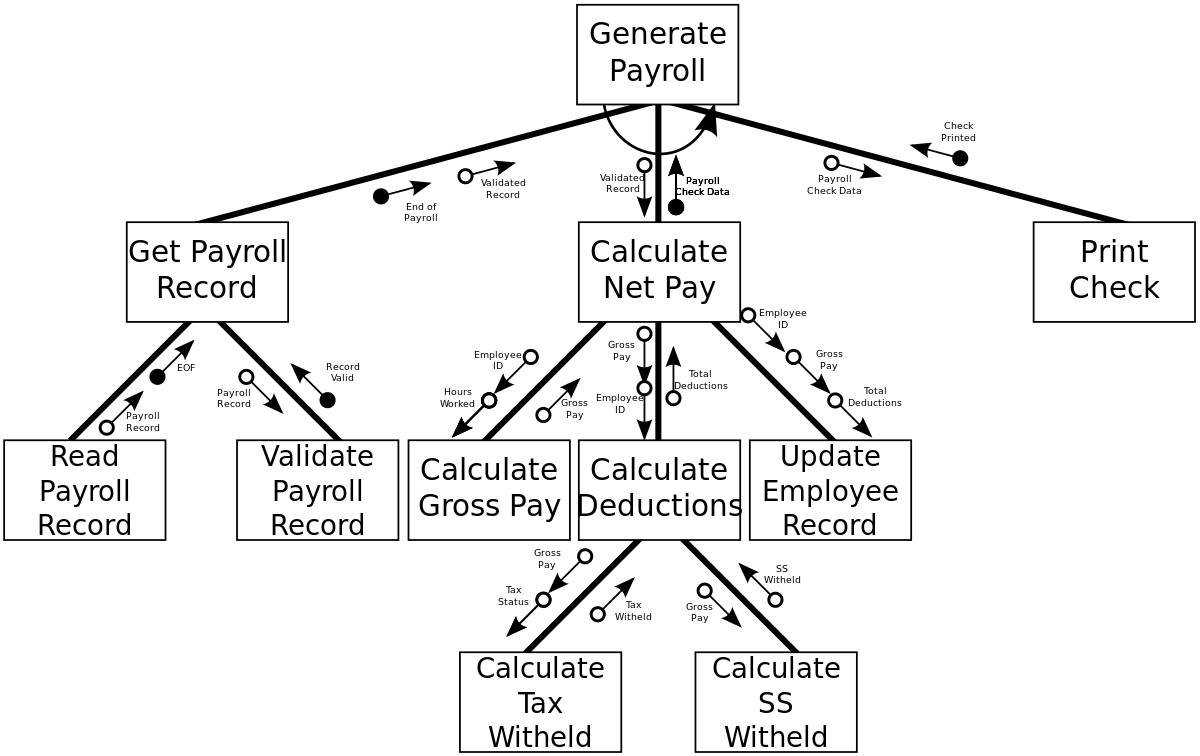 Generate
Payroll
Check
Printed
Validated
Record
End of
Payroll
Validated
Record
Payroll
Check Data
Payroll
Check Data
Get Payroll
Record
Calculate
Net Pay
Print
Check
EOF
Payroll
Record
Payroll
Record
Record
Valid
Employee
ID
Hours
Worked
Gross
Pay
Gross
Pay
Employee
ID
Total
Deductions
Employee
ID
Gross
Pay
Total
Deductions
Read
Payroll
Record
Validate
Payroll
Record
Calculate
Gross Pay
Calculate
Deductions
Update
Employee
Record
Gross
Pay
Tax
Status
Tax
Witheld
Gross
Pay
SS
Witheld
Calculate
Tax
Witheld
Calculate
SS
Witheld